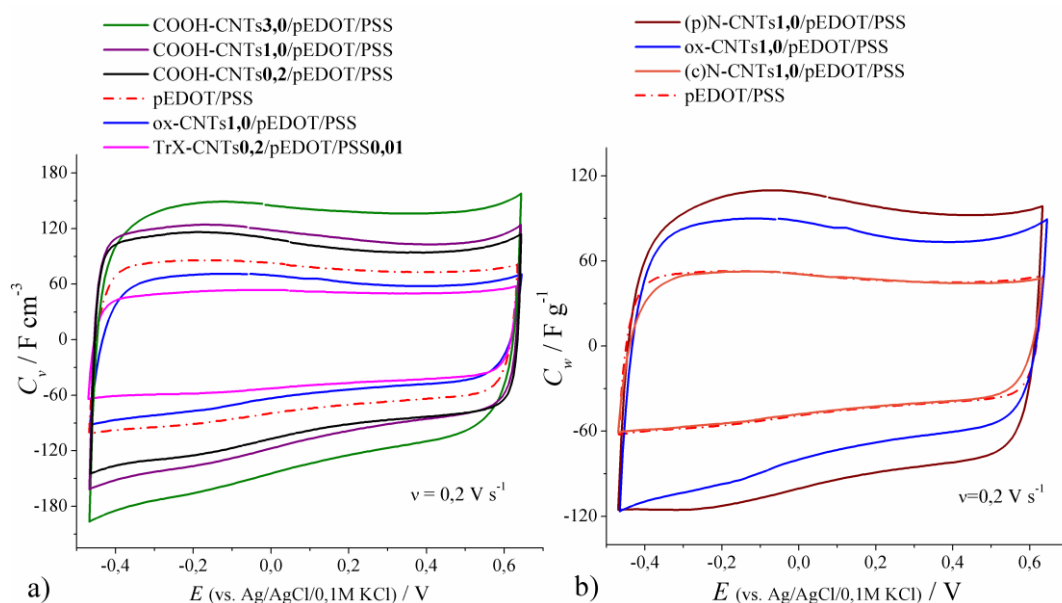 COOH-CNTs3,0/pEDOT/PSS
COOH-CNTs1,0/pEDOT/PSS
COOH-CNTs0,2/pEDOT/PSS
pEDOT/PSS
ox-CNTs1,0/pEDOT/PSS
TrX-CNTs0,2/pEDOT/PSS0,01
180
120
60
0
-60
-120
-180
Cv / F cm-3
ν = 0,2 V s-1
-0,4 -0,2 0,0 0,2 0,4 0,6
a)
E (vs. Ag/AgCl/0,1M KCl) / V
(p)N-CNTs1,0/pEDOT/PSS
ox-CNTs1,0/pEDOT/PSS
(c)N-CNTs1,0/pEDOT/PSS
pEDOT/PSS
120
60
0
-60
-120
Cw / F g-1
ν=0,2 V s-1
-0,4 -0,2 0,0 0,2 0,4 0,6
b)
E (vs. Ag/AgCl/0,1M KCl) / V